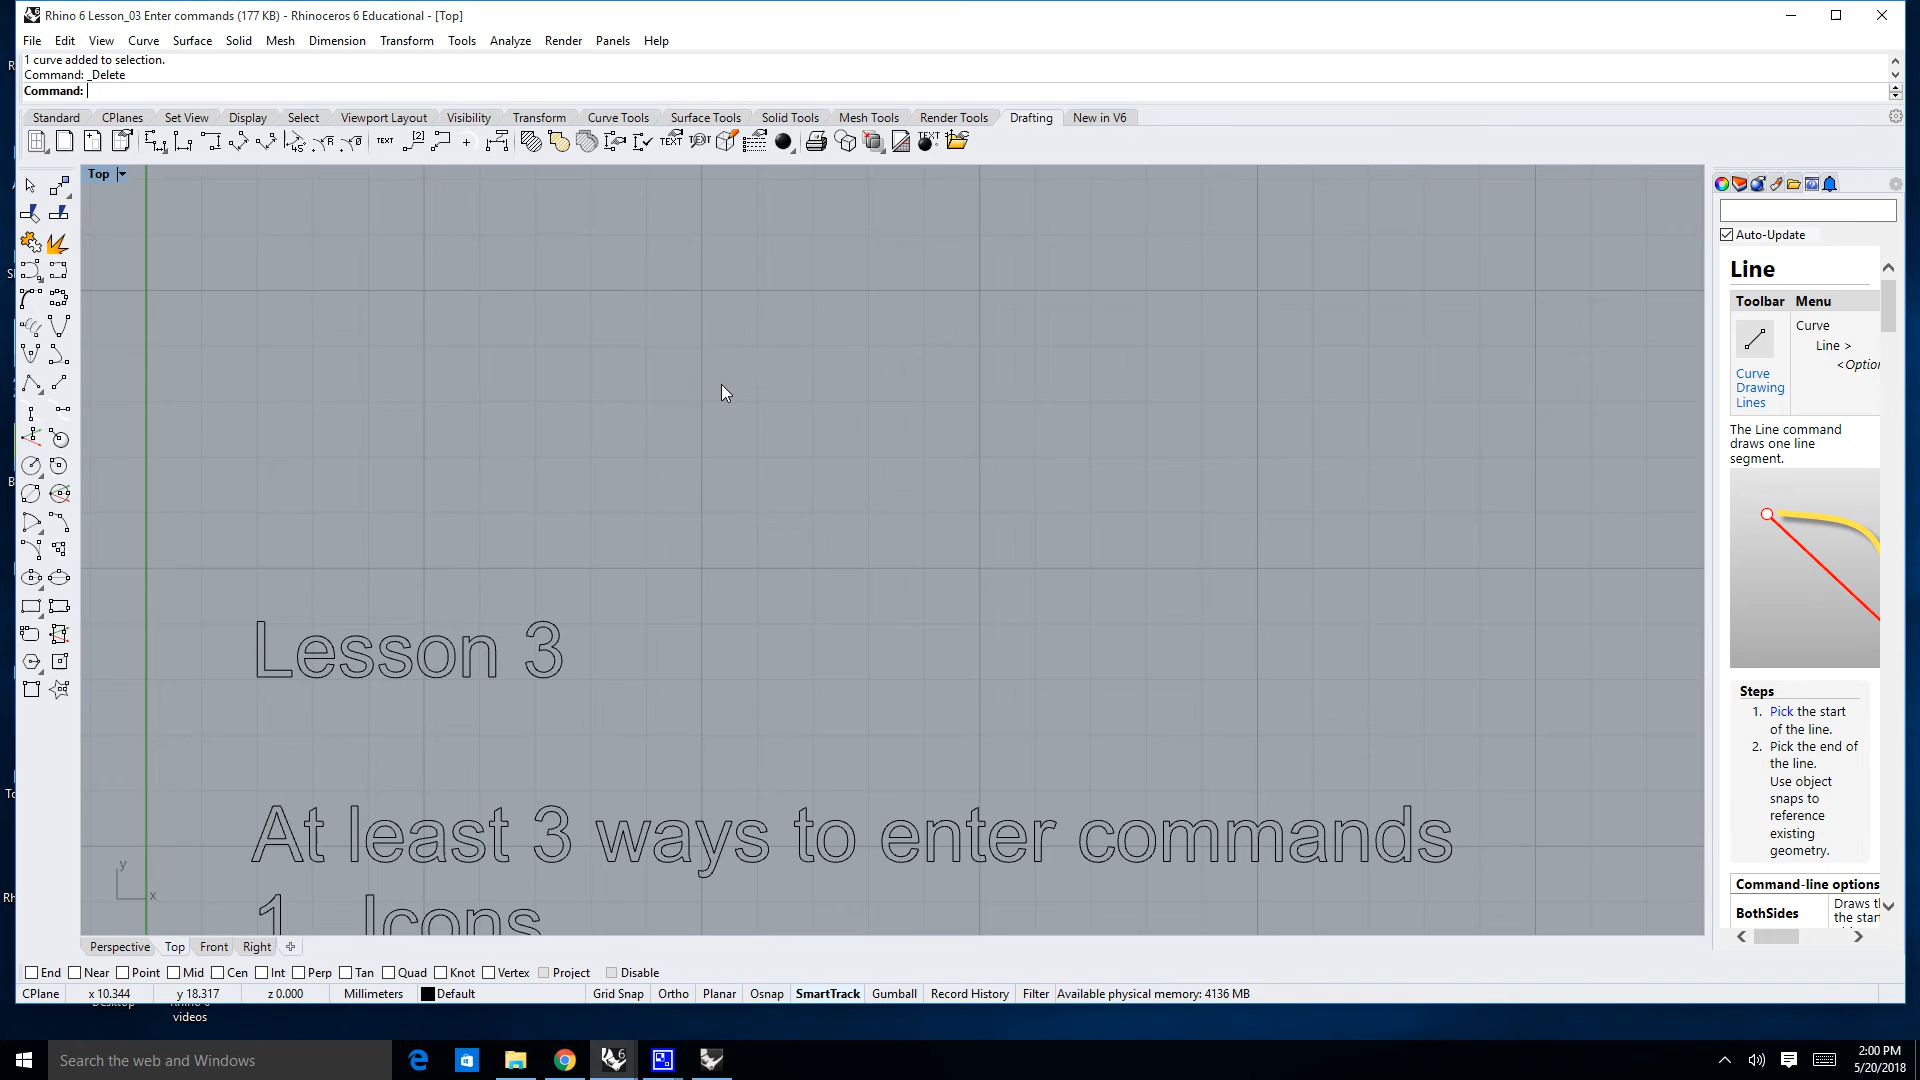 Rhino 6 Lesson_03 Enter commands (177 KB) - Rhinoceros 6 Educational - [Top]
File Edit View Curve Surface Solid Mesh Dimension Transform Tools Analyze Render Panels Help
1 curve added to selection.
Command: _Delete
Command:
Standard CPlanes Set View Display Select Viewport Layout Visibility Transform Curve Tools Surface Tools Solid Tools Mesh Tools Render Tools Drafting New in V6
Top
Auto-Update
Line
Toolbar Menu
Curve
Line >
<Option
Curve
Drawing
Lines
The Line command
draws one line
segment.
Steps
1. Pick the start
of the line.
2. Pick the end of
the line.
Use object
snaps to
reference
existing
geometry.
Command-line options
BothSides
Draws th
the start
Lesson 3
At least 3 ways to enter commands
1 Icons
y
x
Perspective Top Front Right
End Near Point Mid Cen Int Perp Tan Quad Knot Vertex Project Disable
CPlane x 10.344 y 18.317 z 0.000 Millimeters Default Grid Snap Ortho Planar Osnap SmartTrack Gumball Record History Filter Available physical memory: 4136 MB
videos
Search the web and Windows
2:00 PM
5/20/2018